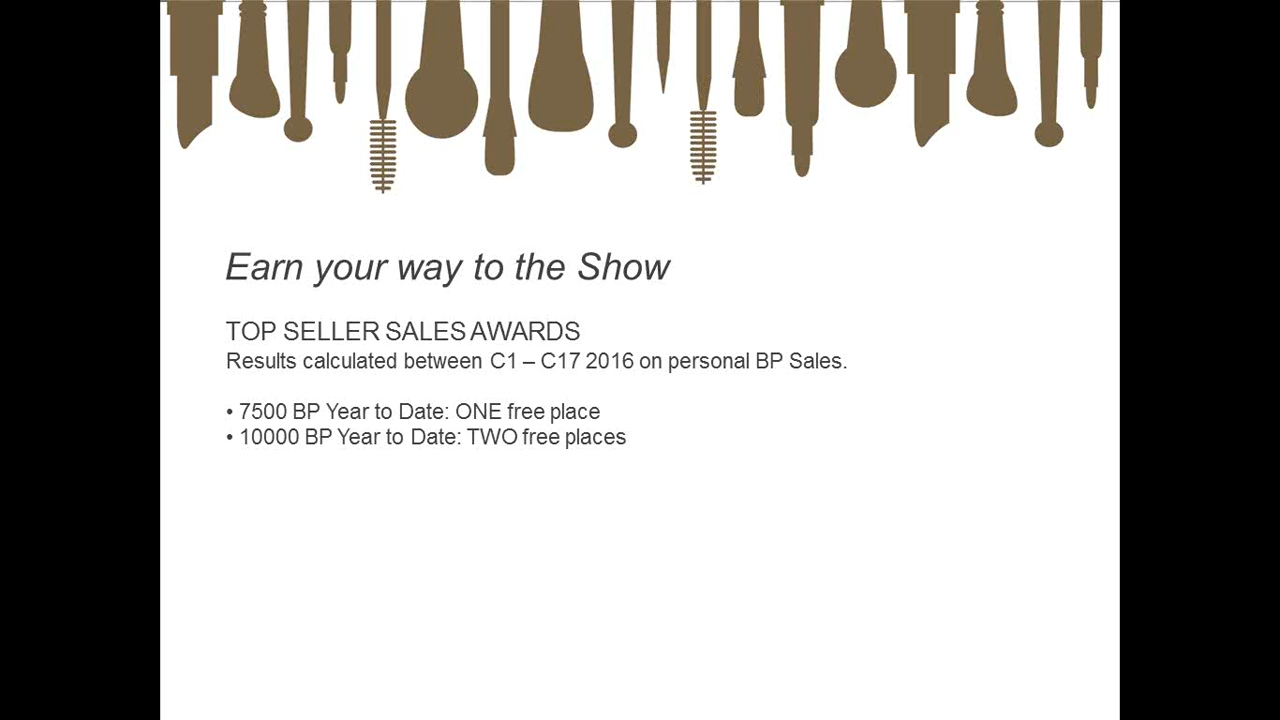 Earn your way to the Show
TOP SELLER SALES AWARDS
Results calculated between C1 – C17 2016 on personal BP Sales.
• 7500 BP Year to Date: ONE free place
• 10000 BP Year to Date: TWO free places